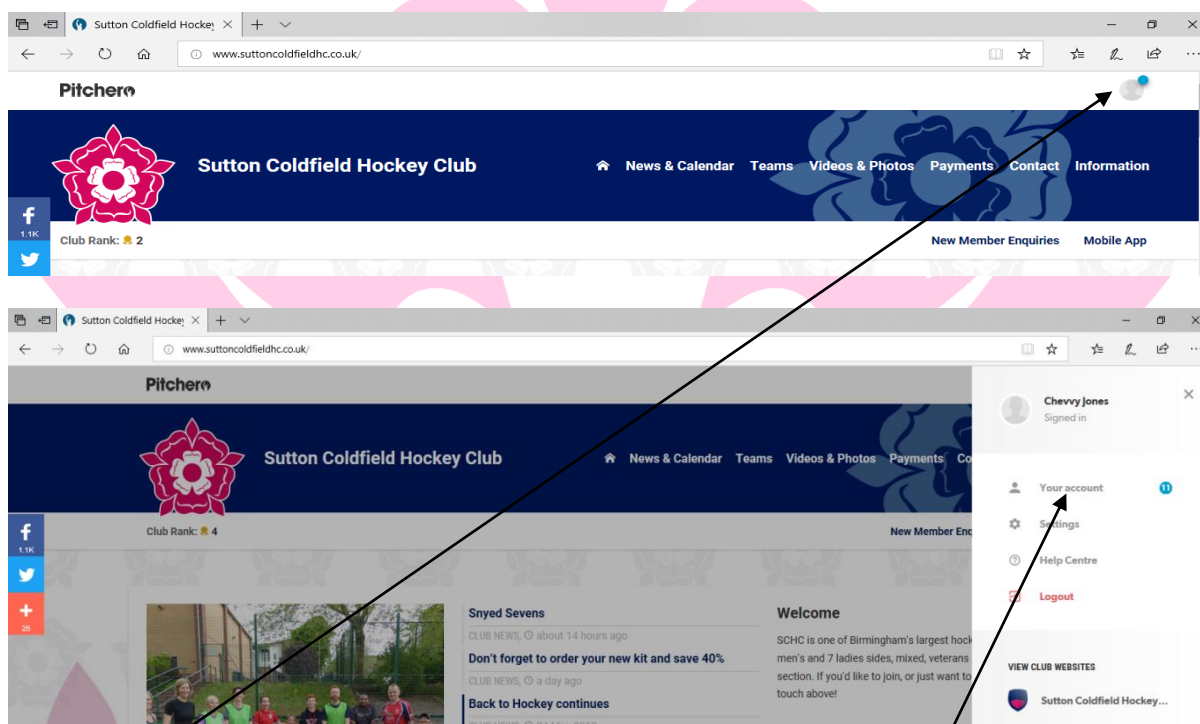 Sutton Coldfield Hockey
www.suttoncoldfieldhc.co.uk/
Pitchero
Sutton Coldfield Hockey Club
News & Calendar Teams Videos & Photos Payments Contact Information
1.1K
Club Rank: 2
New Member Enquiries Mobile App
Sutton Coldfield Hockey
www.suttoncoldfieldhc.co.uk/
Pitchero
Sutton Coldfield Hockey Club
News & Calendar Teams Videos & Photos Payments Co
Club Rank: 4
New Member Enq
1.1K
25
Snyed Sevens
CLUB NEWS, about 14 hours ago
Don't forget to order your new kit and save 40%
CLUB NEWS, a day ago
Back to Hockey continues
Welcome
SCHC is one of Birmingham's largest hock
men's and 7 ladies sides, mixed, veterans
section. If you'd like to join, or just want to
touch above!
Chevvy Jones
Signed in
Your account 11
Settings
Help Centre
Logout
VIEW CLUB WEBSITES
Sutton Coldfield Hockey...